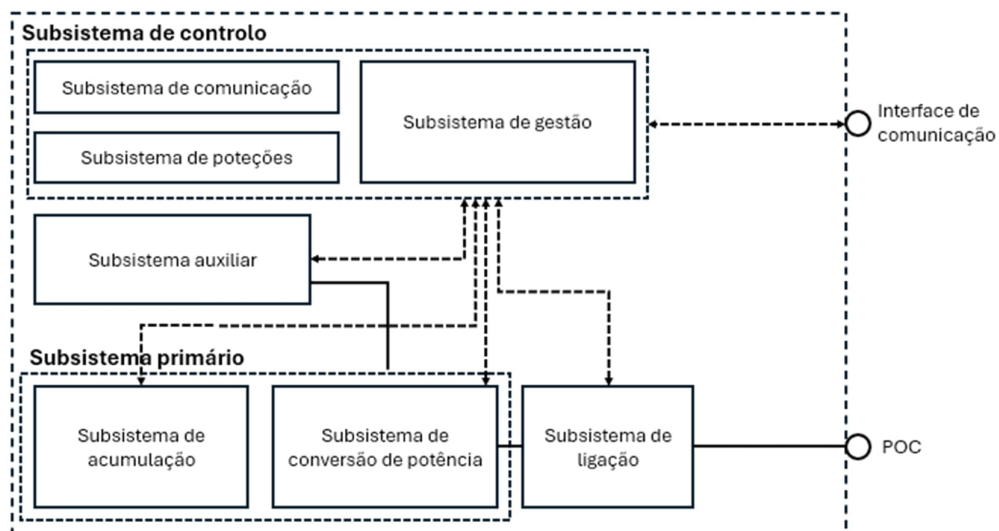 Subsistema de controlo
Subsistema de comunicação
Subsistema de gestão
Subsistema de poteções
Interface de
comunicação
Subsistema auxiliar
Subsistema primário
Subsistema de
acumulação
Subsistema de
conversão de potência
Subsistema de
ligação
POC